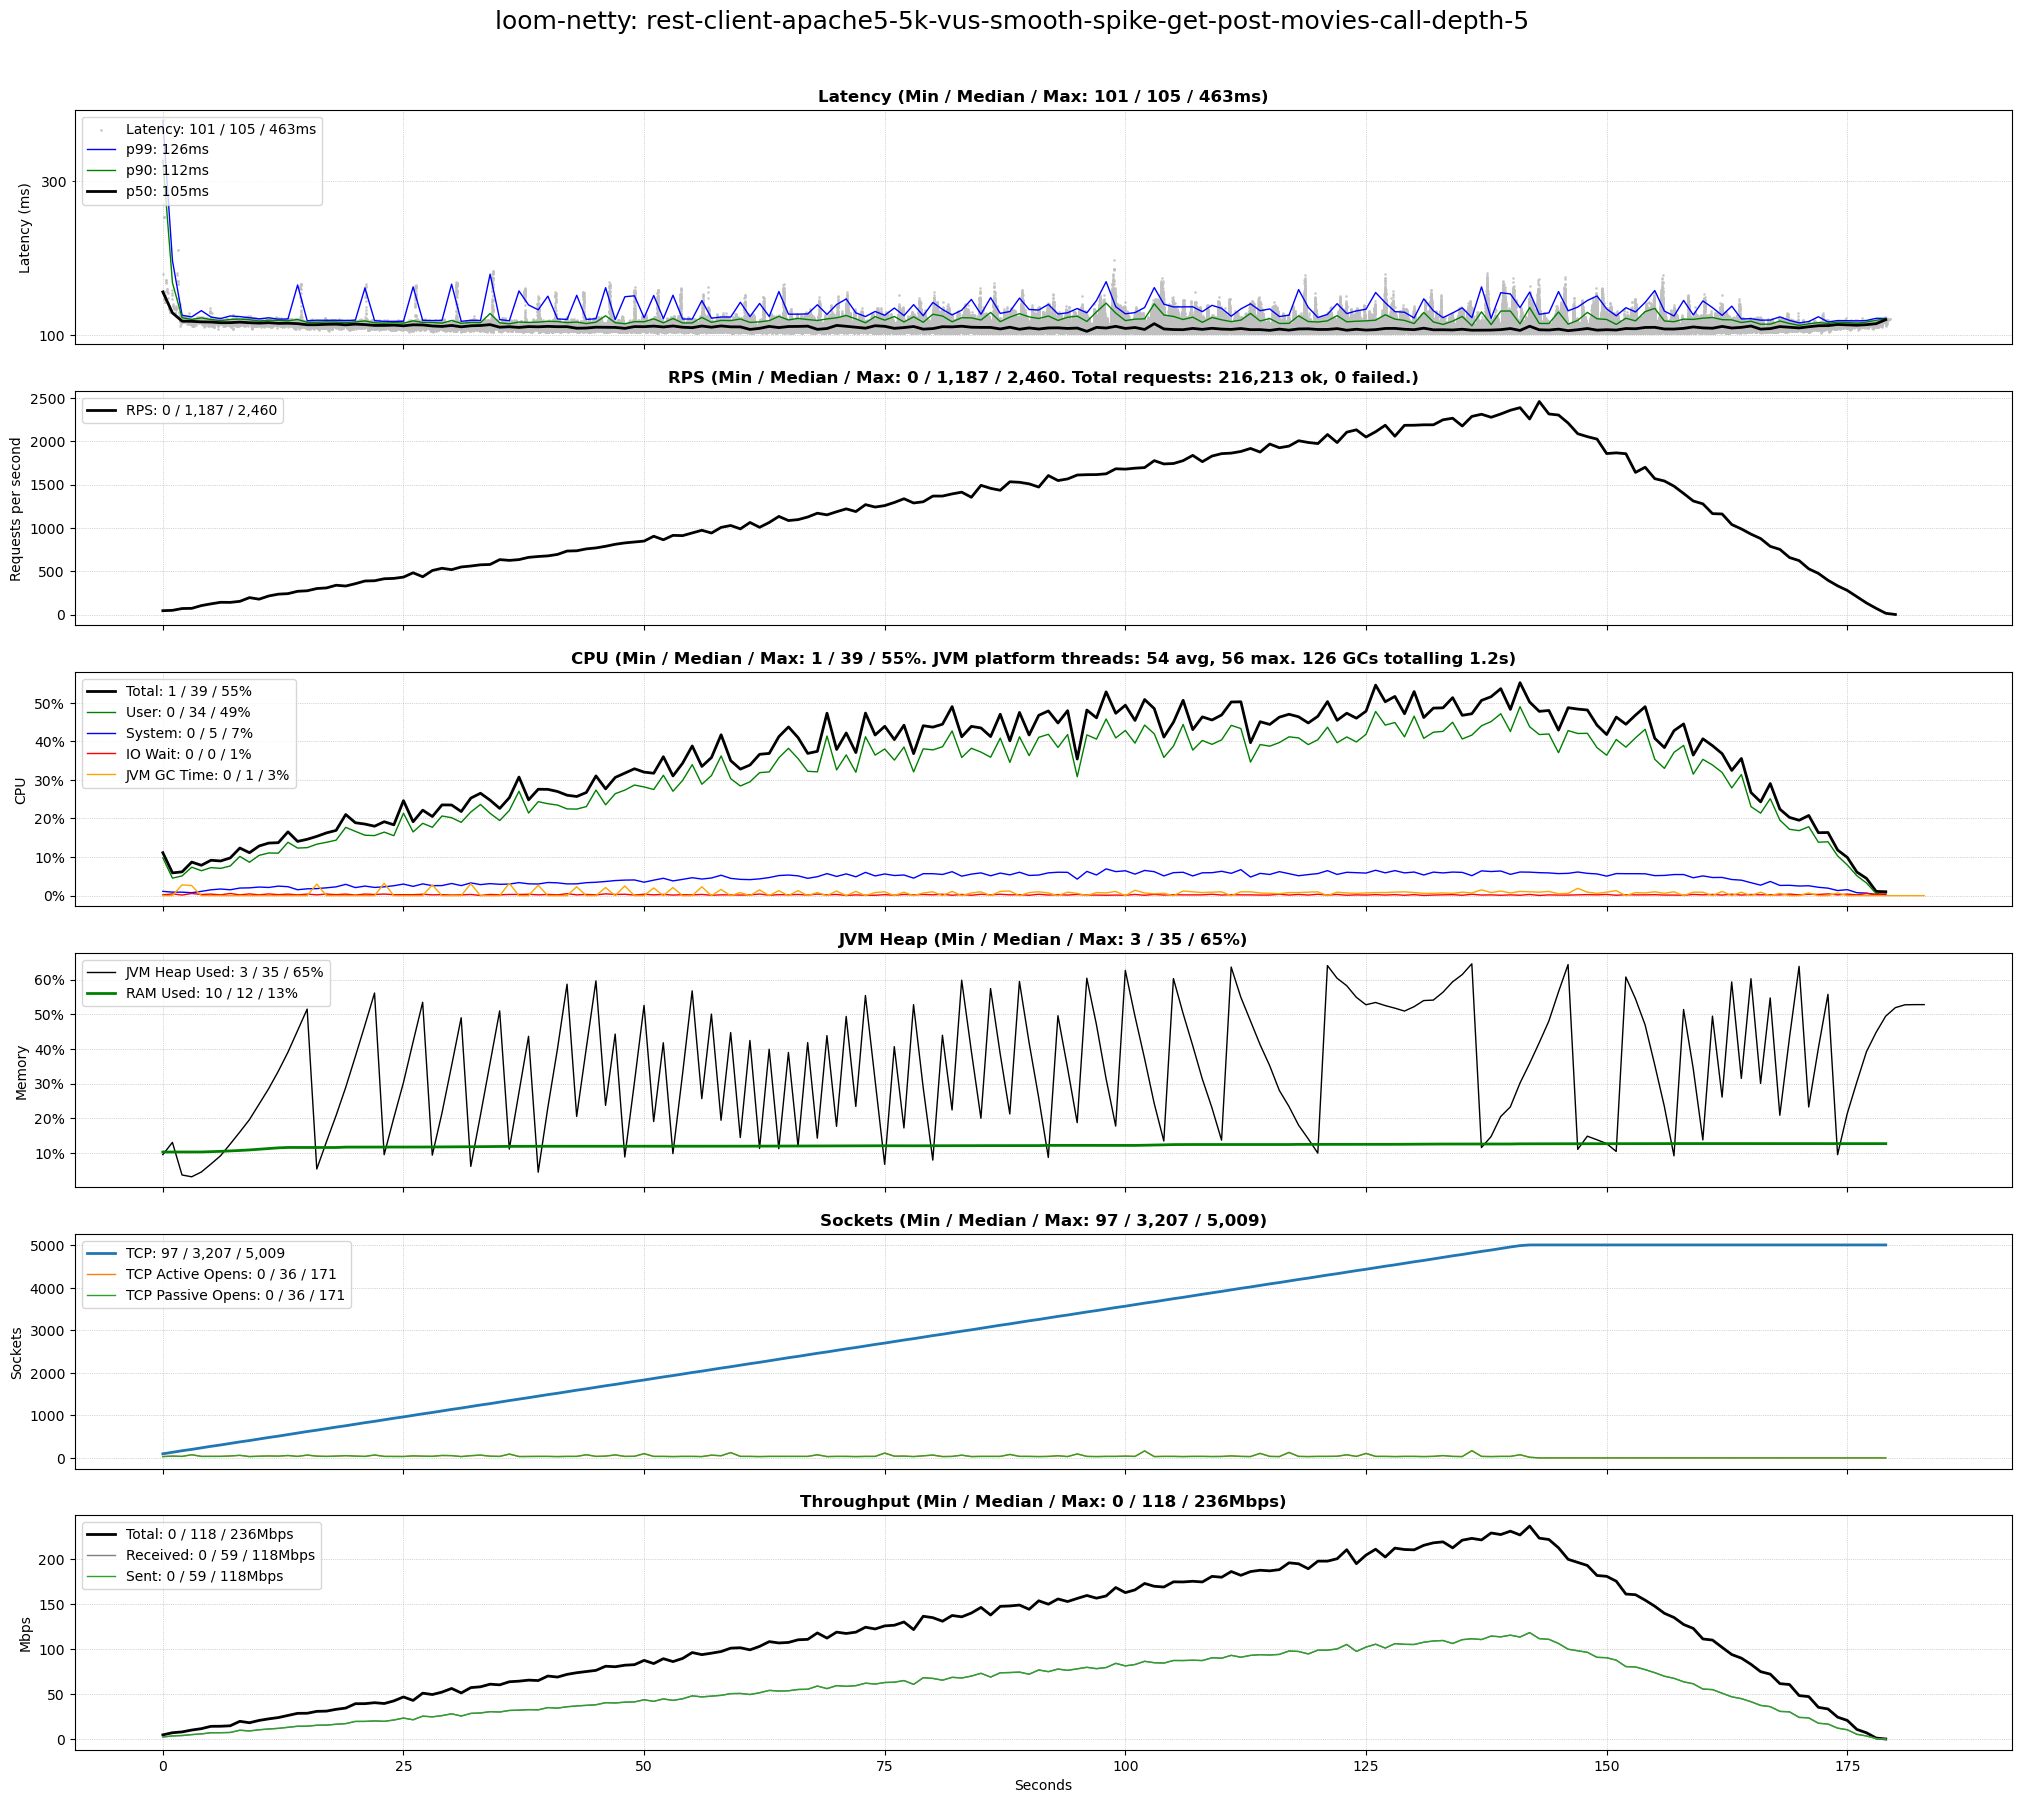 loom-netty: rest-client-apache5-5k-vus-smooth-spike-get-post-movies-call-depth-5
Latency (Min / Median / Max: 101 / 105 / 463ms)
Latency: 101 / 105 / 463ms
p99: 126ms
p90: 112ms
p50: 105ms
300
100
Latency (ms)
RPS (Min / Median / Max: 0 / 1,187 / 2,460. Total requests: 216,213 ok, 0 failed.)
RPS: 0 / 1,187 / 2,460
2500
2000
1500
1000
500
0
Requests per second
CPU (Min / Median / Max: 1 / 39 / 55%. JVM platform threads: 54 avg, 56 max. 126 GCs totalling 1.2s)
Total: 1 / 39 / 55%
User: 0 / 34 / 49%
System: 0 / 5 / 7%
IO Wait: 0 / 0 / 1%
JVM GC Time: 0 / 1 / 3%
50%
40%
30%
20%
10%
0%
CPU
JVM Heap (Min / Median / Max: 3 / 35 / 65%)
JVM Heap Used: 3 / 35 / 65%
RAM Used: 10 / 12 / 13%
60%
50%
40%
30%
20%
10%
Memory
Sockets (Min / Median / Max: 97 / 3,207 / 5,009)
TCP: 97 / 3,207 / 5,009
TCP Active Opens: 0 / 36 / 171
TCP Passive Opens: 0 / 36 / 171
5000
4000
3000
2000
1000
0
Sockets
Throughput (Min / Median / Max: 0 / 118 / 236Mbps)
Total: 0 / 118 / 236Mbps
Received: 0 / 59 / 118Mbps
Sent: 0 / 59 / 118Mbps
200
150
100
50
0
Mbps
0 25 50 75 100 125 150 175
Seconds